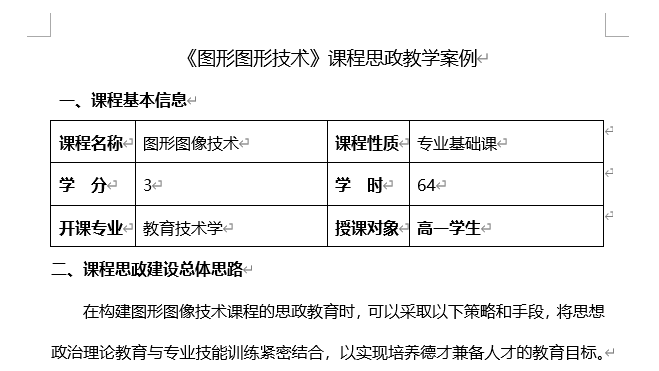 《图形图形技术》课程思政教学案例
一、课程基本信息
课程名称 图形图像技术 课程性质 专业基础课
学 分 3 学 时 64
开课专业 教育技术学 授课对象 高一学生
二、课程思政建设总体思路
在构建图形图像技术课程的思政教育时，可以采取以下策略和手段，将思想
政治理论教育与专业技能训练紧密结合，以实现培养德才兼备人才的教育目标。